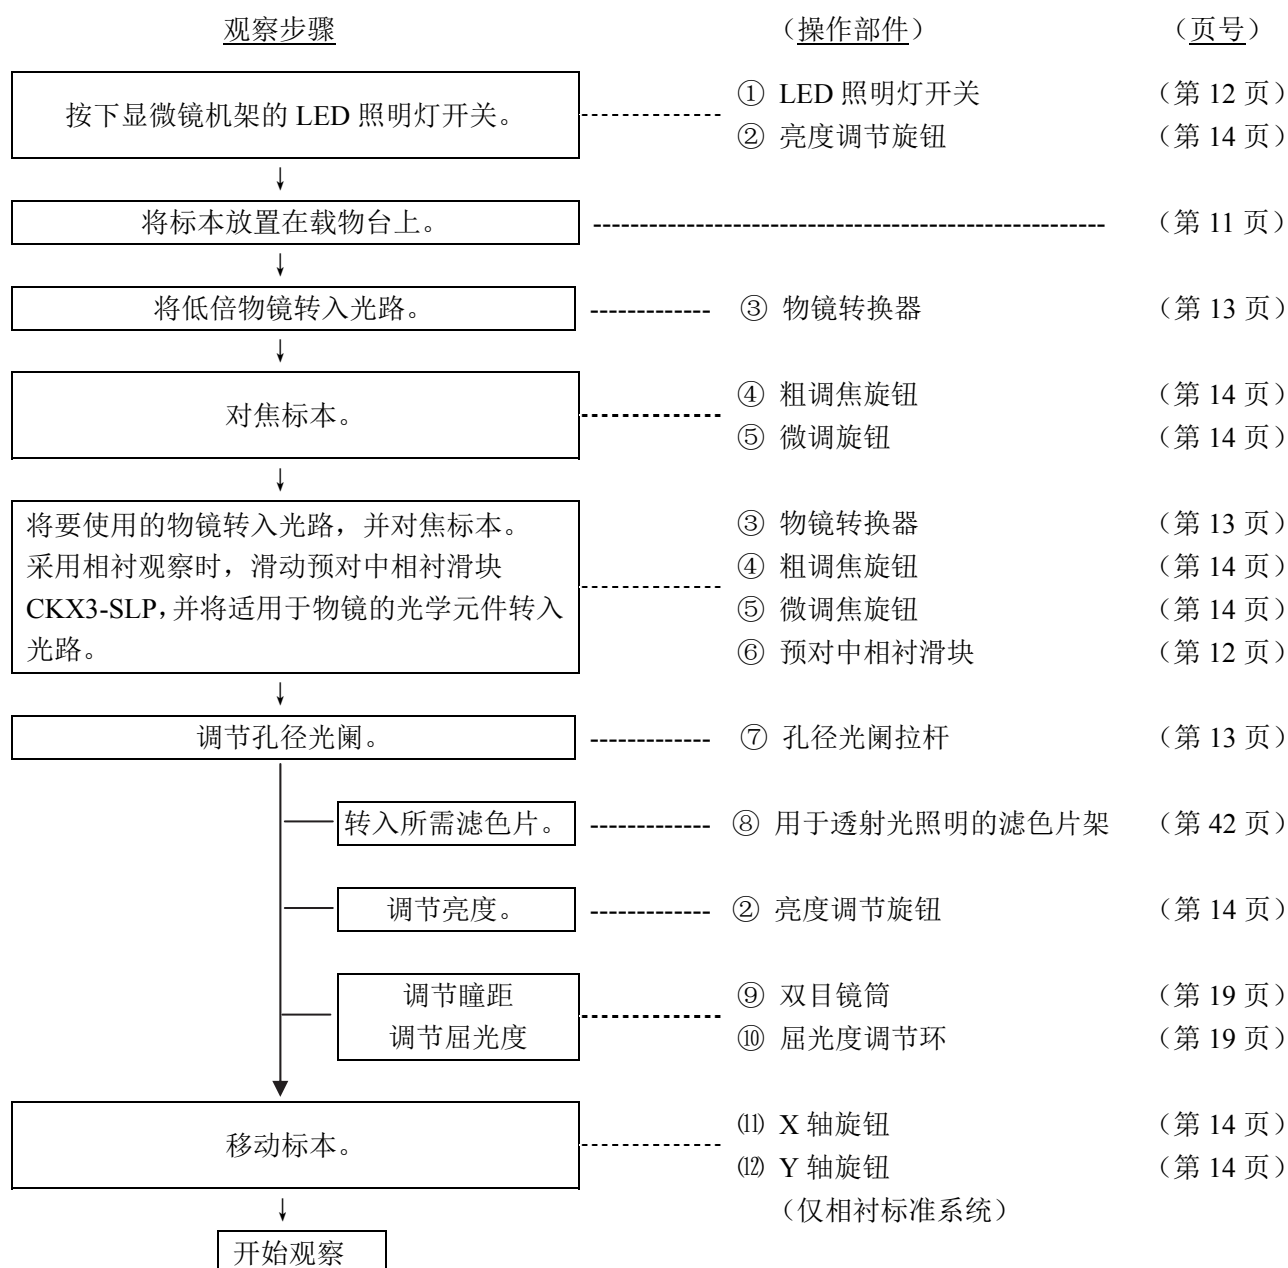 观察步骤 （操作部件） （页号）
按下显微镜机架的 LED 照明灯开关。
① LED 照明灯开关 （第 12 页）
② 亮度调节旋钮 （第 14 页）
↓
将标本放置在载物台上。 （第 11 页）
↓
将低倍物镜转入光路。 ③ 物镜转换器 （第 13 页）
↓
对焦标本。
④ 粗调焦旋钮 （第 14 页）
⑤ 微调旋钮 （第 14 页）
↓
将要使用的物镜转入光路，并对焦标本。
采用相衬观察时，滑动预对中相衬滑块
CKX3-SLP，并将适用于物镜的光学元件转入
光路。
③ 物镜转换器 （第 13 页）
④ 粗调焦旋钮 （第 14 页）
⑤ 微调焦旋钮 （第 14 页）
⑥ 预对中相衬滑块 （第 12 页）
↓
调节孔径光阑。 ⑦ 孔径光阑拉杆 （第 13 页）
转入所需滤色片。 ⑧ 用于透射光照明的滤色片架 （第 42 页）
调节亮度。 ② 亮度调节旋钮 （第 14 页）
调节瞳距
调节屈光度
⑨ 双目镜筒 （第 19 页）
⑩ 屈光度调节环 （第 19 页）
移动标本。
⑾ X 轴旋钮 （第 14 页）
⑿ Y 轴旋钮 （第 14 页）
（仅相衬标准系统）
↓
开始观察